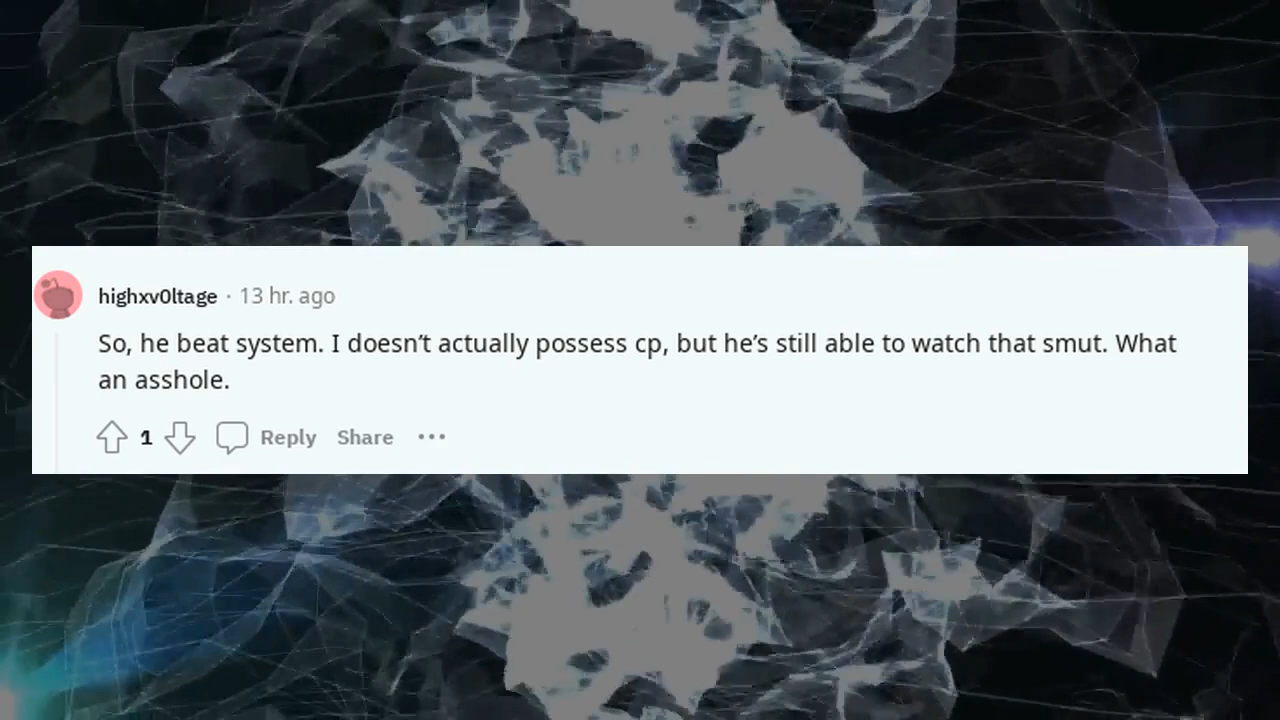 highxv0ltage · 13 hr. ago
So, he beat system. I doesn’t actually possess cp, but he’s still able to watch that smut. What
an asshole.
1 Reply Share ···